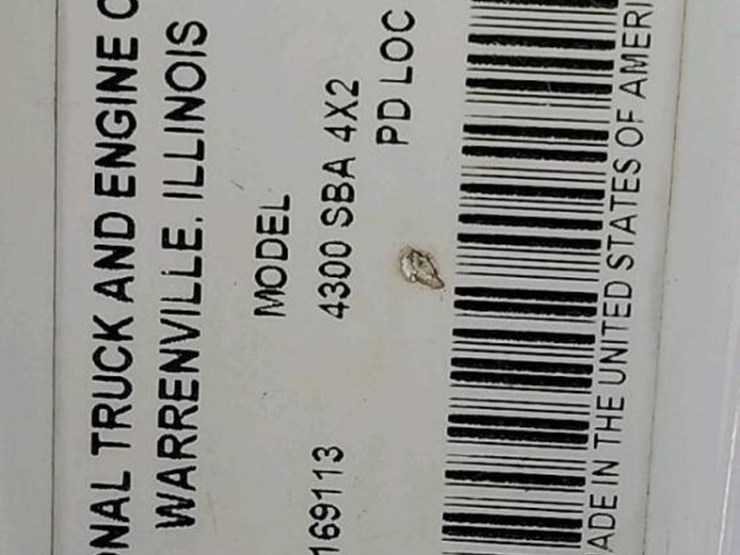 ONAL TRUCK AND ENGINE C
WARRENVILLE, ILLINOIS
MODEL
169113 4300 SBA 4X2
PD LOC
ADE IN THE UNITED STATES OF AMERI